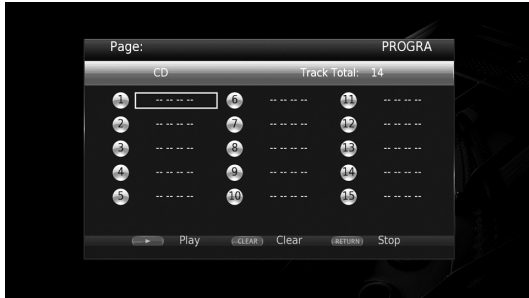 Page: PROGRA
CD Track Total: 14
1 -- -- -- -- 6 -- -- -- -- 11 -- -- -- --
2 -- -- -- -- 7 -- -- -- -- 12 -- -- -- --
3 -- -- -- -- 8 -- -- -- -- 13 -- -- -- --
4 -- -- -- -- 9 -- -- -- -- 14 -- -- -- --
5 -- -- -- -- 10 -- -- -- -- 15 -- -- -- --
Play CLEAR Clear RETURN Stop